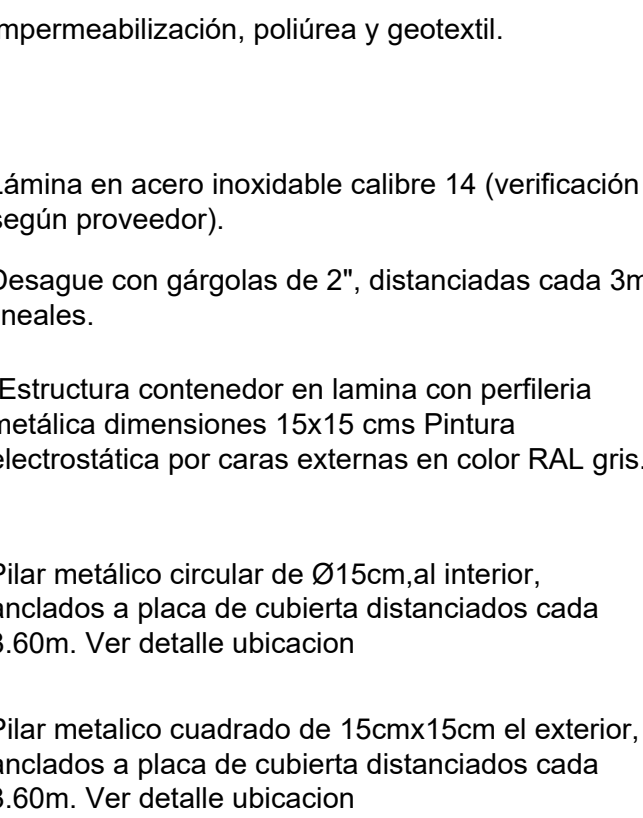 mpermeabilización, poliúrea y geotextil.
Lámina en acero inoxidable calibre 14 (verificación
según proveedor).
Desague con gárgolas de 2", distanciadas cada 3m
neales.
Estructura contenedor en lamina con perfileria
metálica dimensiones 15x15 cms Pintura
electrostática por caras externas en color RAL gris.
Pilar metálico circular de Ø15cm,al interior,
anclados a placa de cubierta distanciados cada
3.60m. Ver detalle ubicacion
Pilar metalico cuadrado de 15cmx15cm el exterior,
anclados a placa de cubierta distanciados cada
3.60m. Ver detalle ubicacion